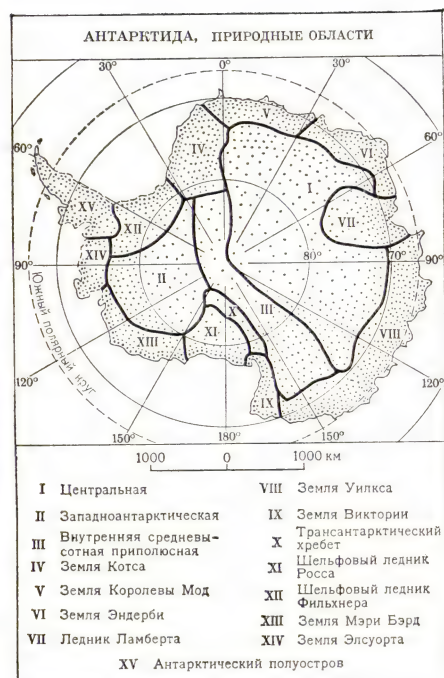 АНТАРКТИДА, ПРИРОДНЫЕ ОБЛАСТИ
30° 0° 30°
60° 60°
V
IV VI
I
XV VII
XII
90° XIV 80° 70° 90°
II
III
X VIII
XI
XIII
IX
120° 120°
150° 180° 150°
Южный полярный круг
1000 0 1000 км
I Центральная
II Западноантарктическая
III Внутренняя средневы-
сотная приполюсная
IV Земля Котса
V Земля Королевы Мод
VI Земля Эндерби
VII Ледник Ламберта
VIII Земля Уилкса
IX Земля Виктории
X Трансантарктический
хребет
XI Шельфовый ледник
Росса
XII Шельфовый ледник
Фильхнера
XIII Земля Мэри Бэрд
XIV Земля Элсуорта
XV Антарктический полуостров